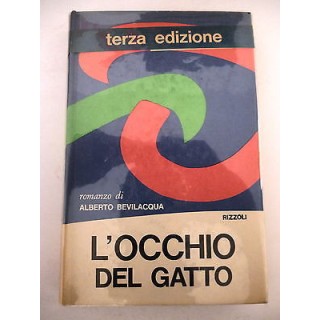 terza edizione
romanzo di
ALBERTO BEVILACQUA
RIZZOLI
L'OCCHIO
DEL GATTO